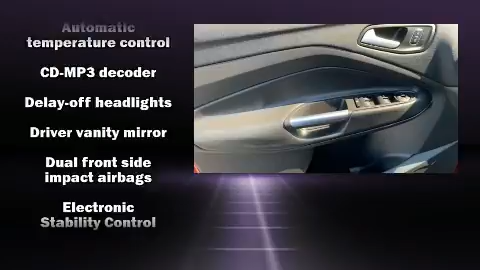 Automatic
temperature control
CD-MP3 decoder
Delay-off headlights
Driver vanity mirror
Dual front side
impact airbags
Electronic
Stability Control